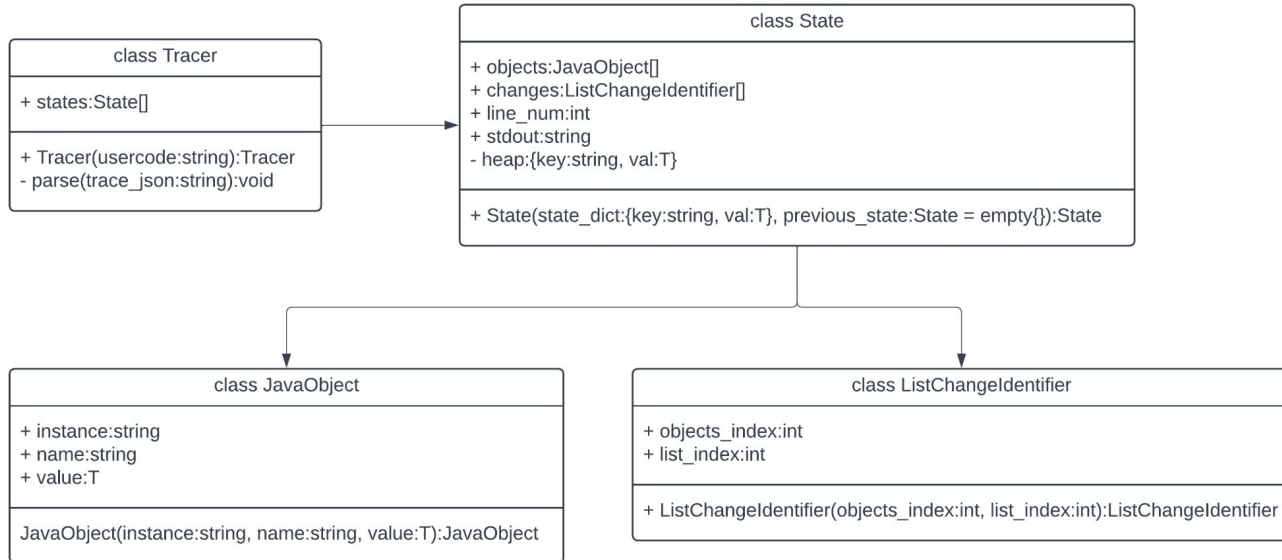 class Tracer
+ states:State[]
+ Tracer(usercode:string):Tracer
- parse(trace_json:string):void
class State
+ objects:JavaObject[]
+ changes:ListChangeIdentifier[]
+ line_num:int
+ stdout:string
- heap:{key:string, val:T}
+ State(state_dict:{key:string, val:T}, previous_state:State = empty{}):State
class JavaObject
+ instance:string
+ name:string
+ value:T
JavaObject(instance:string, name:string, value:T):JavaObject
class ListChangeIdentifier
+ objects_index:int
+ list_index:int
+ ListChangeIdentifier(objects_index:int, list_index:int):ListChangeIdentifier